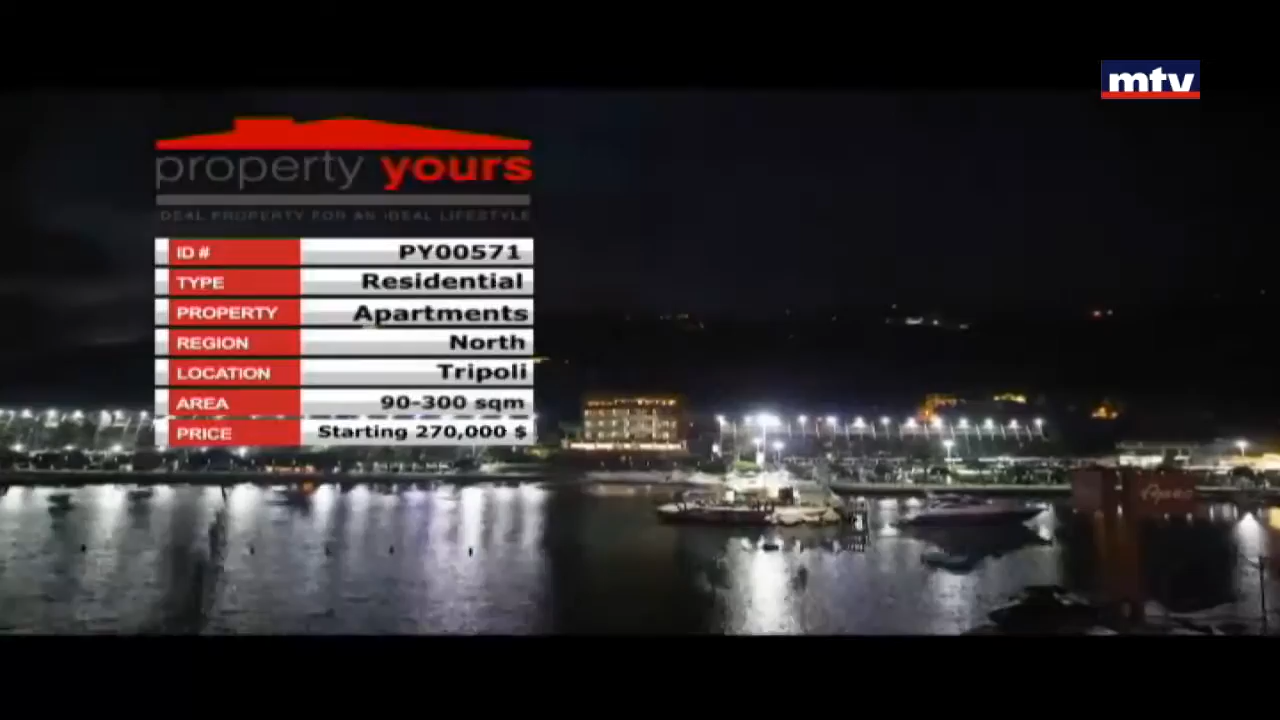 mtv
property yours
IDEAL PROPERTY FOR AN IDEAL LIFESTYLE
ID # PY00571
TYPE Residential
PROPERTY Apartments
REGION North
LOCATION Tripoli
AREA 90-300 sqm
PRICE Starting 270,000 $